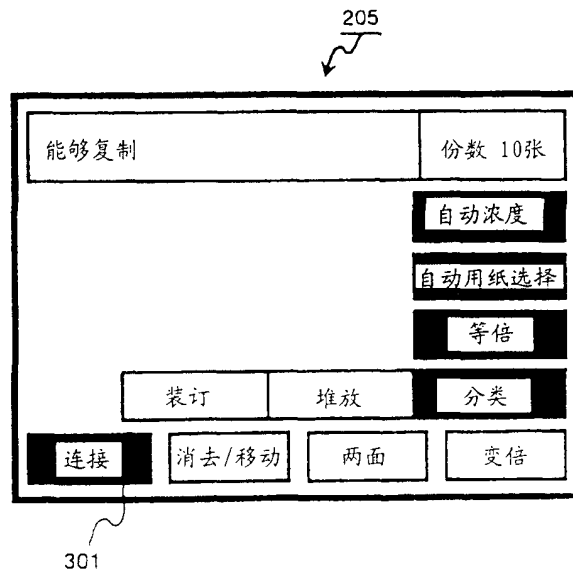 205
能够复制 份数 10张
自动浓度
自动用纸选择
等倍
装订 堆放 分类
连接 消去/移动 两面 变倍
301